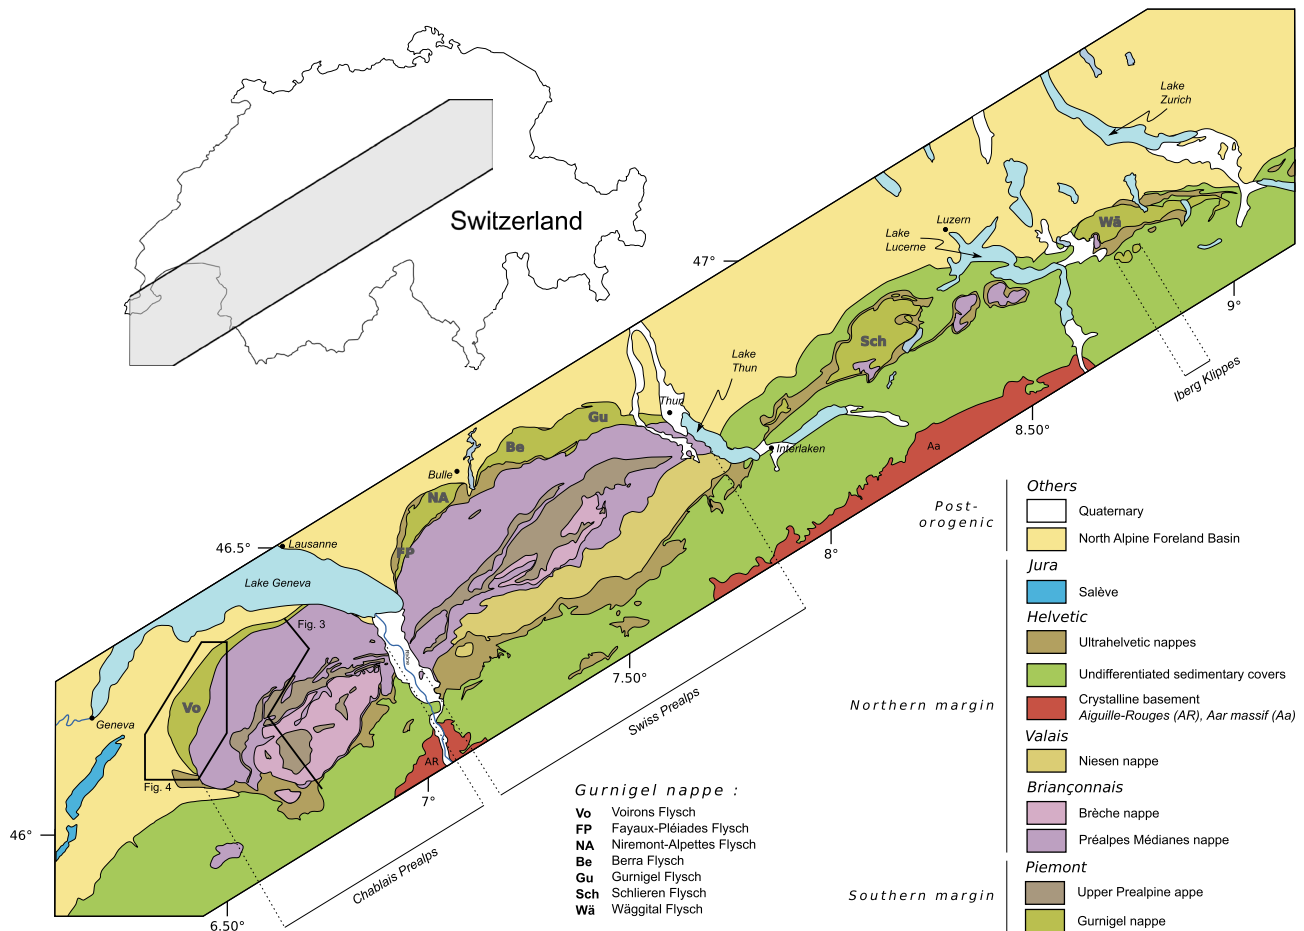 Switzerland
Lake
Zurich
Wä
Luzern
Lake
Lucerne
47°
9°
Iberg Klippes
Sch
Lake
Thun
Thun
8.50°
Gu
Be
Interlaken
Aa
Bulle
NA
FP
46.5°
Lausanne
8°
Lake Geneva
Fig. 3
Rhône
7.50°
Swiss Prealps
Vo
Geneva
Fig. 4
AR
7°
46°
Chablais Prealps
6.50°
Gurnigel nappe :
Vo Voirons Flysch
FP Fayaux-Pléiades Flysch
NA Niremont-Alpettes Flysch
Be Berra Flysch
Gu Gurnigel Flysch
Sch Schlieren Flysch
Wä Wäggital Flysch
Post-
orogenic
Others
Quaternary
North Alpine Foreland Basin
Jura
Salève
Helvetic
Ultrahelvetic nappes
Undifferentiated sedimentary covers
Crystalline basement
Aiguille-Rouges (AR), Aar massif (Aa)
Northern margin
Valais
Niesen nappe
Briançonnais
Brèche nappe
Préalpes Médianes nappe
Piemont
Southern margin
Upper Prealpine appe
Gurnigel nappe